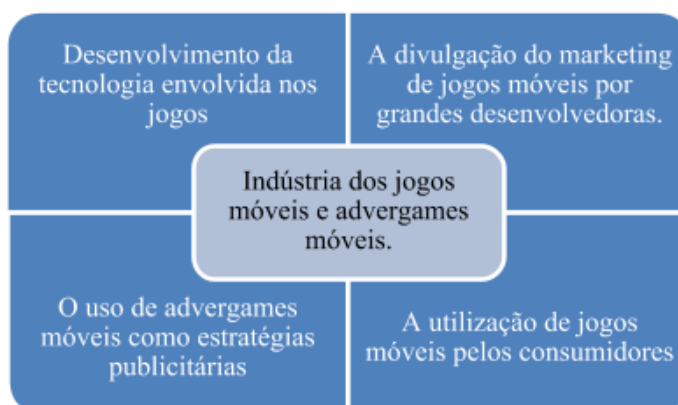 Desenvolvimento da
tecnologia envolvida nos
jogos
A divulgação do marketing
de jogos móveis por
grandes desenvolvedoras.
Indústria dos jogos
móveis e advergames
móveis.
O uso de advergames
móveis como estratégias
publicitárias
A utilização de jogos
móveis pelos consumidores